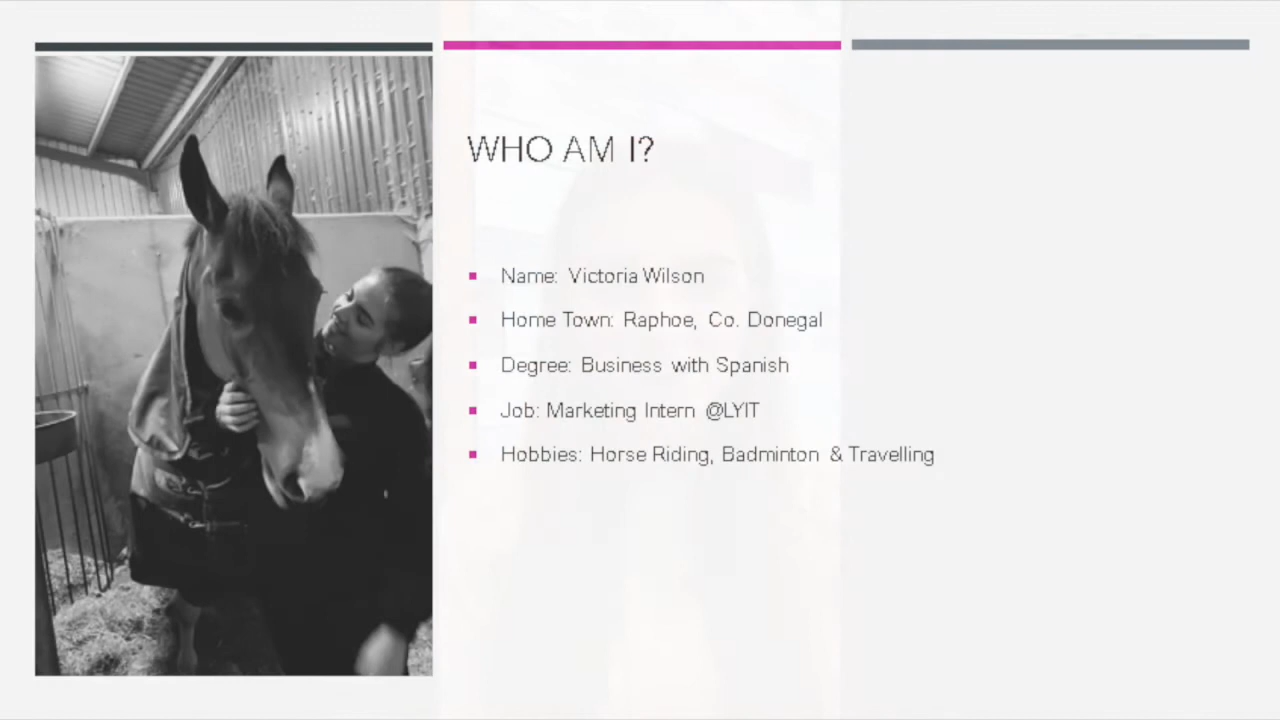 WHO AM I?
Name: Victoria Wilson
Home Town: Raphoe, Co. Donegal
Degree: Business with Spanish
Job: Marketing Intern @LYIT
Hobbies: Horse Riding, Badminton & Travelling